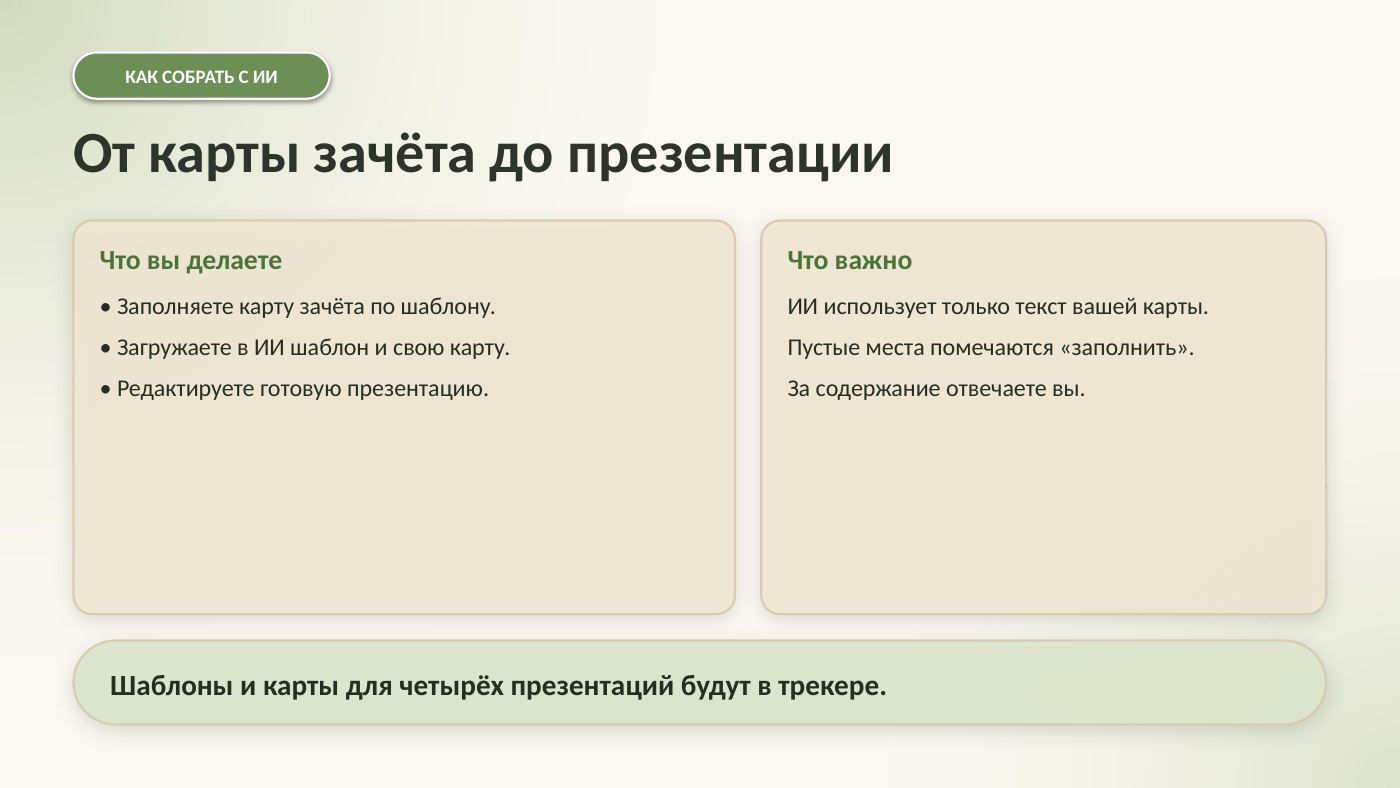 КАК СОБРАТЬ С ИИ
От карты зачёта до презентации
Что вы делаете
• Заполняете карту зачёта по шаблону.
• Загружаете в ИИ шаблон и свою карту.
• Редактируете готовую презентацию.
Что важно
ИИ использует только текст вашей карты.
Пустые места помечаются «заполнить».
За содержание отвечаете вы.
Шаблоны и карты для четырёх презентаций будут в трекере.